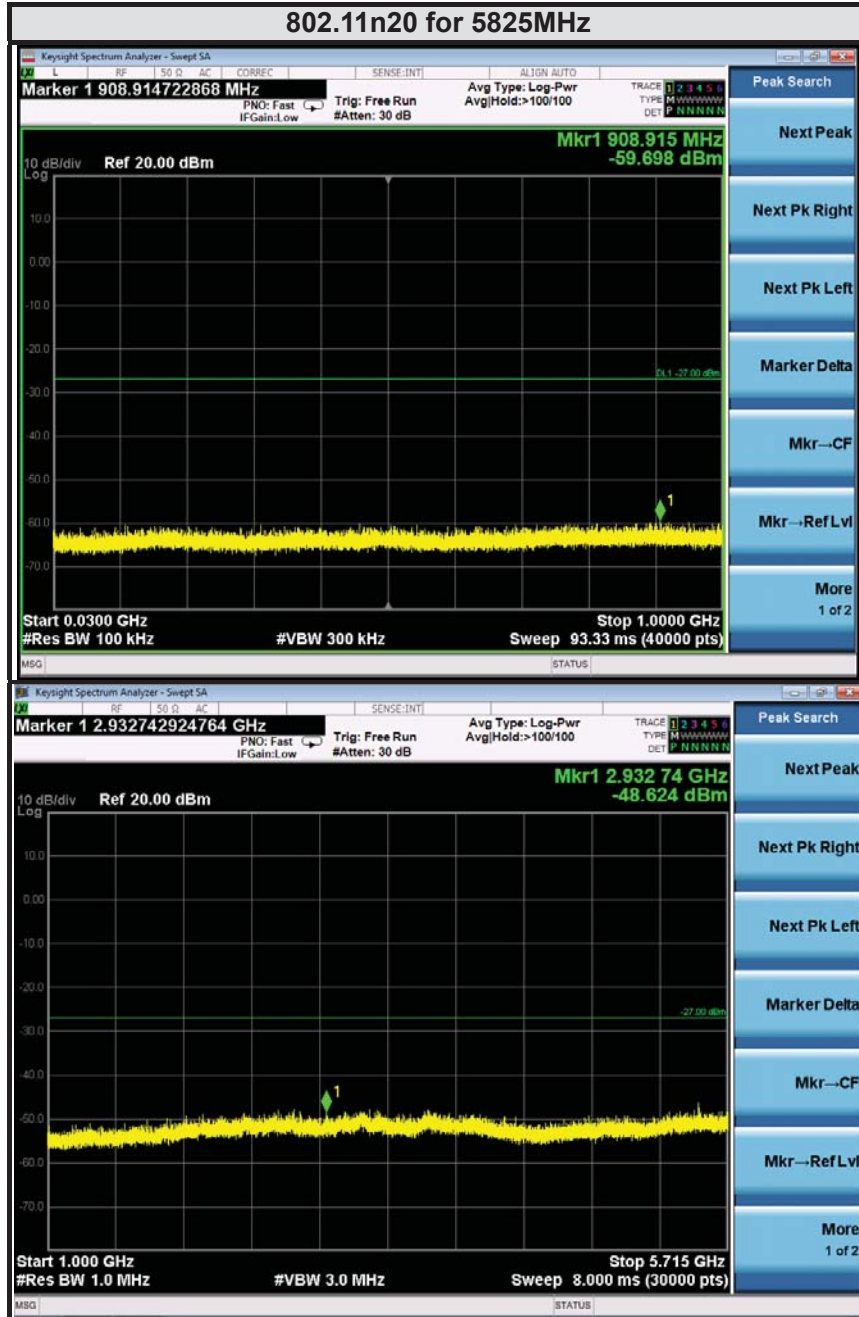 802.11n20 for 5825MHz
Keysight Spectrum Analyzer - Swept SA
LXI L RF 50 Ω AC CORREC SENSE:INT ALIGN AUTO
Marker 1 908.914722868 MHz
PNO: Fast
IFGain:Low
Trig: Free Run
#Atten: 30 dB
Avg Type: Log-Pwr
Avg|Hold:>100/100
TRACE 1 2 3 4 5 6
TYPE M WWWWW
DET P NNNNN
Mkr1 908.915 MHz
-59.698 dBm
10 dB/div Ref 20.00 dBm
Log
10.0
0.00
-10.0
-20.0
DL1 -27.00 dBm
-30.0
-40.0
-50.0
1
-60.0
-70.0
Start 0.0300 GHz Stop 1.0000 GHz
#Res BW 100 kHz #VBW 300 kHz Sweep 93.33 ms (40000 pts)
MSG STATUS
Peak Search
Next Peak
Next Pk Right
Next Pk Left
Marker Delta
Mkr→CF
Mkr→Ref Lvl
More
1 of 2
Keysight Spectrum Analyzer - Swept SA
LXI RF 50 Ω AC SENSE:INT
Marker 1 2.932742924764 GHz
PNO: Fast
IFGain:Low
Trig: Free Run
#Atten: 30 dB
Avg Type: Log-Pwr
Avg|Hold:>100/100
TRACE 1 2 3 4 5 6
TYPE M WWWWW
DET P NNNNN
Mkr1 2.932 74 GHz
-48.624 dBm
10 dB/div Ref 20.00 dBm
Log
10.0
0.00
-10.0
-20.0
-27.00 dBm
-30.0
-40.0
1
-50.0
-60.0
-70.0
Start 1.000 GHz Stop 5.715 GHz
#Res BW 1.0 MHz #VBW 3.0 MHz Sweep 8.000 ms (30000 pts)
MSG STATUS
Peak Search
Next Peak
Next Pk Right
Next Pk Left
Marker Delta
Mkr→CF
Mkr→Ref Lvl
More
1 of 2